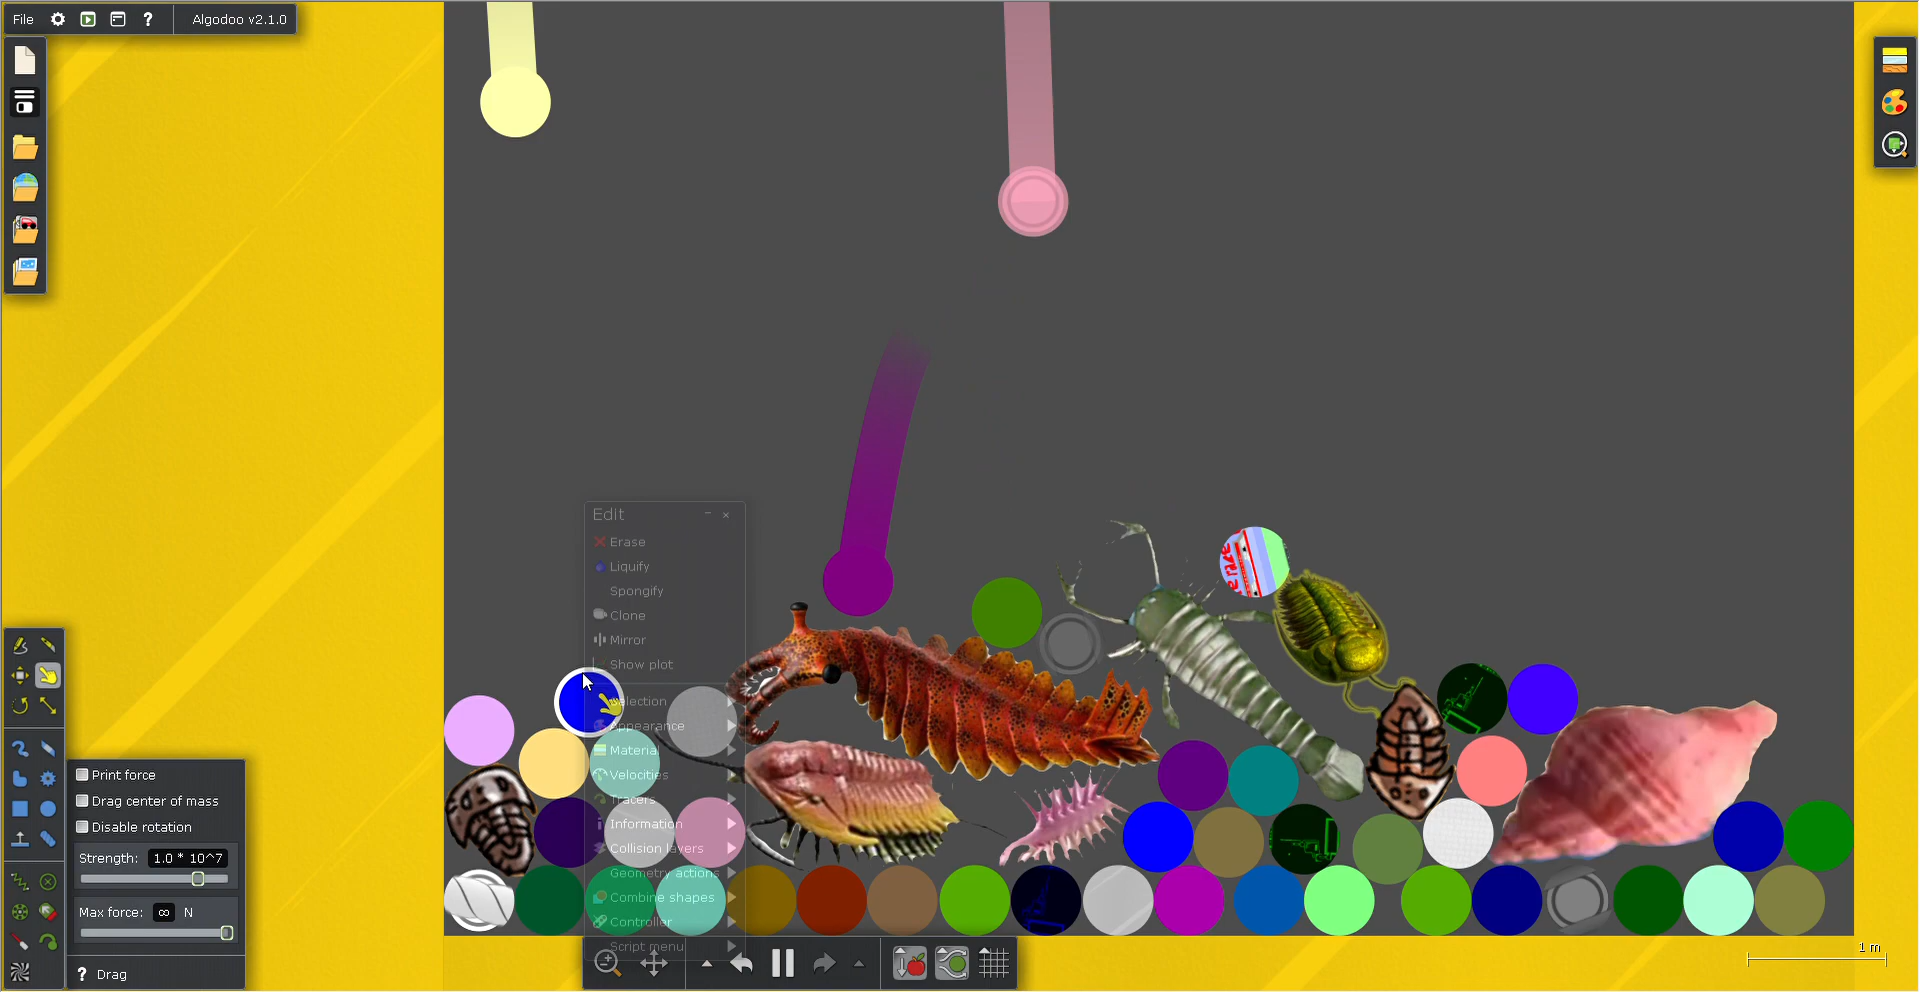 File
?
Algodoo v2.1.0
Edit
Erase
Liquify
Spongify
Clone
Mirror
Show plot
Selection
Appearance
Material
Velocities
Tracers
Information
Collision layers
Geometry actions
Combine shapes
Controller
Script menu
Print force
Drag center of mass
Disable rotation
Strength: 1.0 * 10^7
Max force: ∞ N
? Drag
1 m